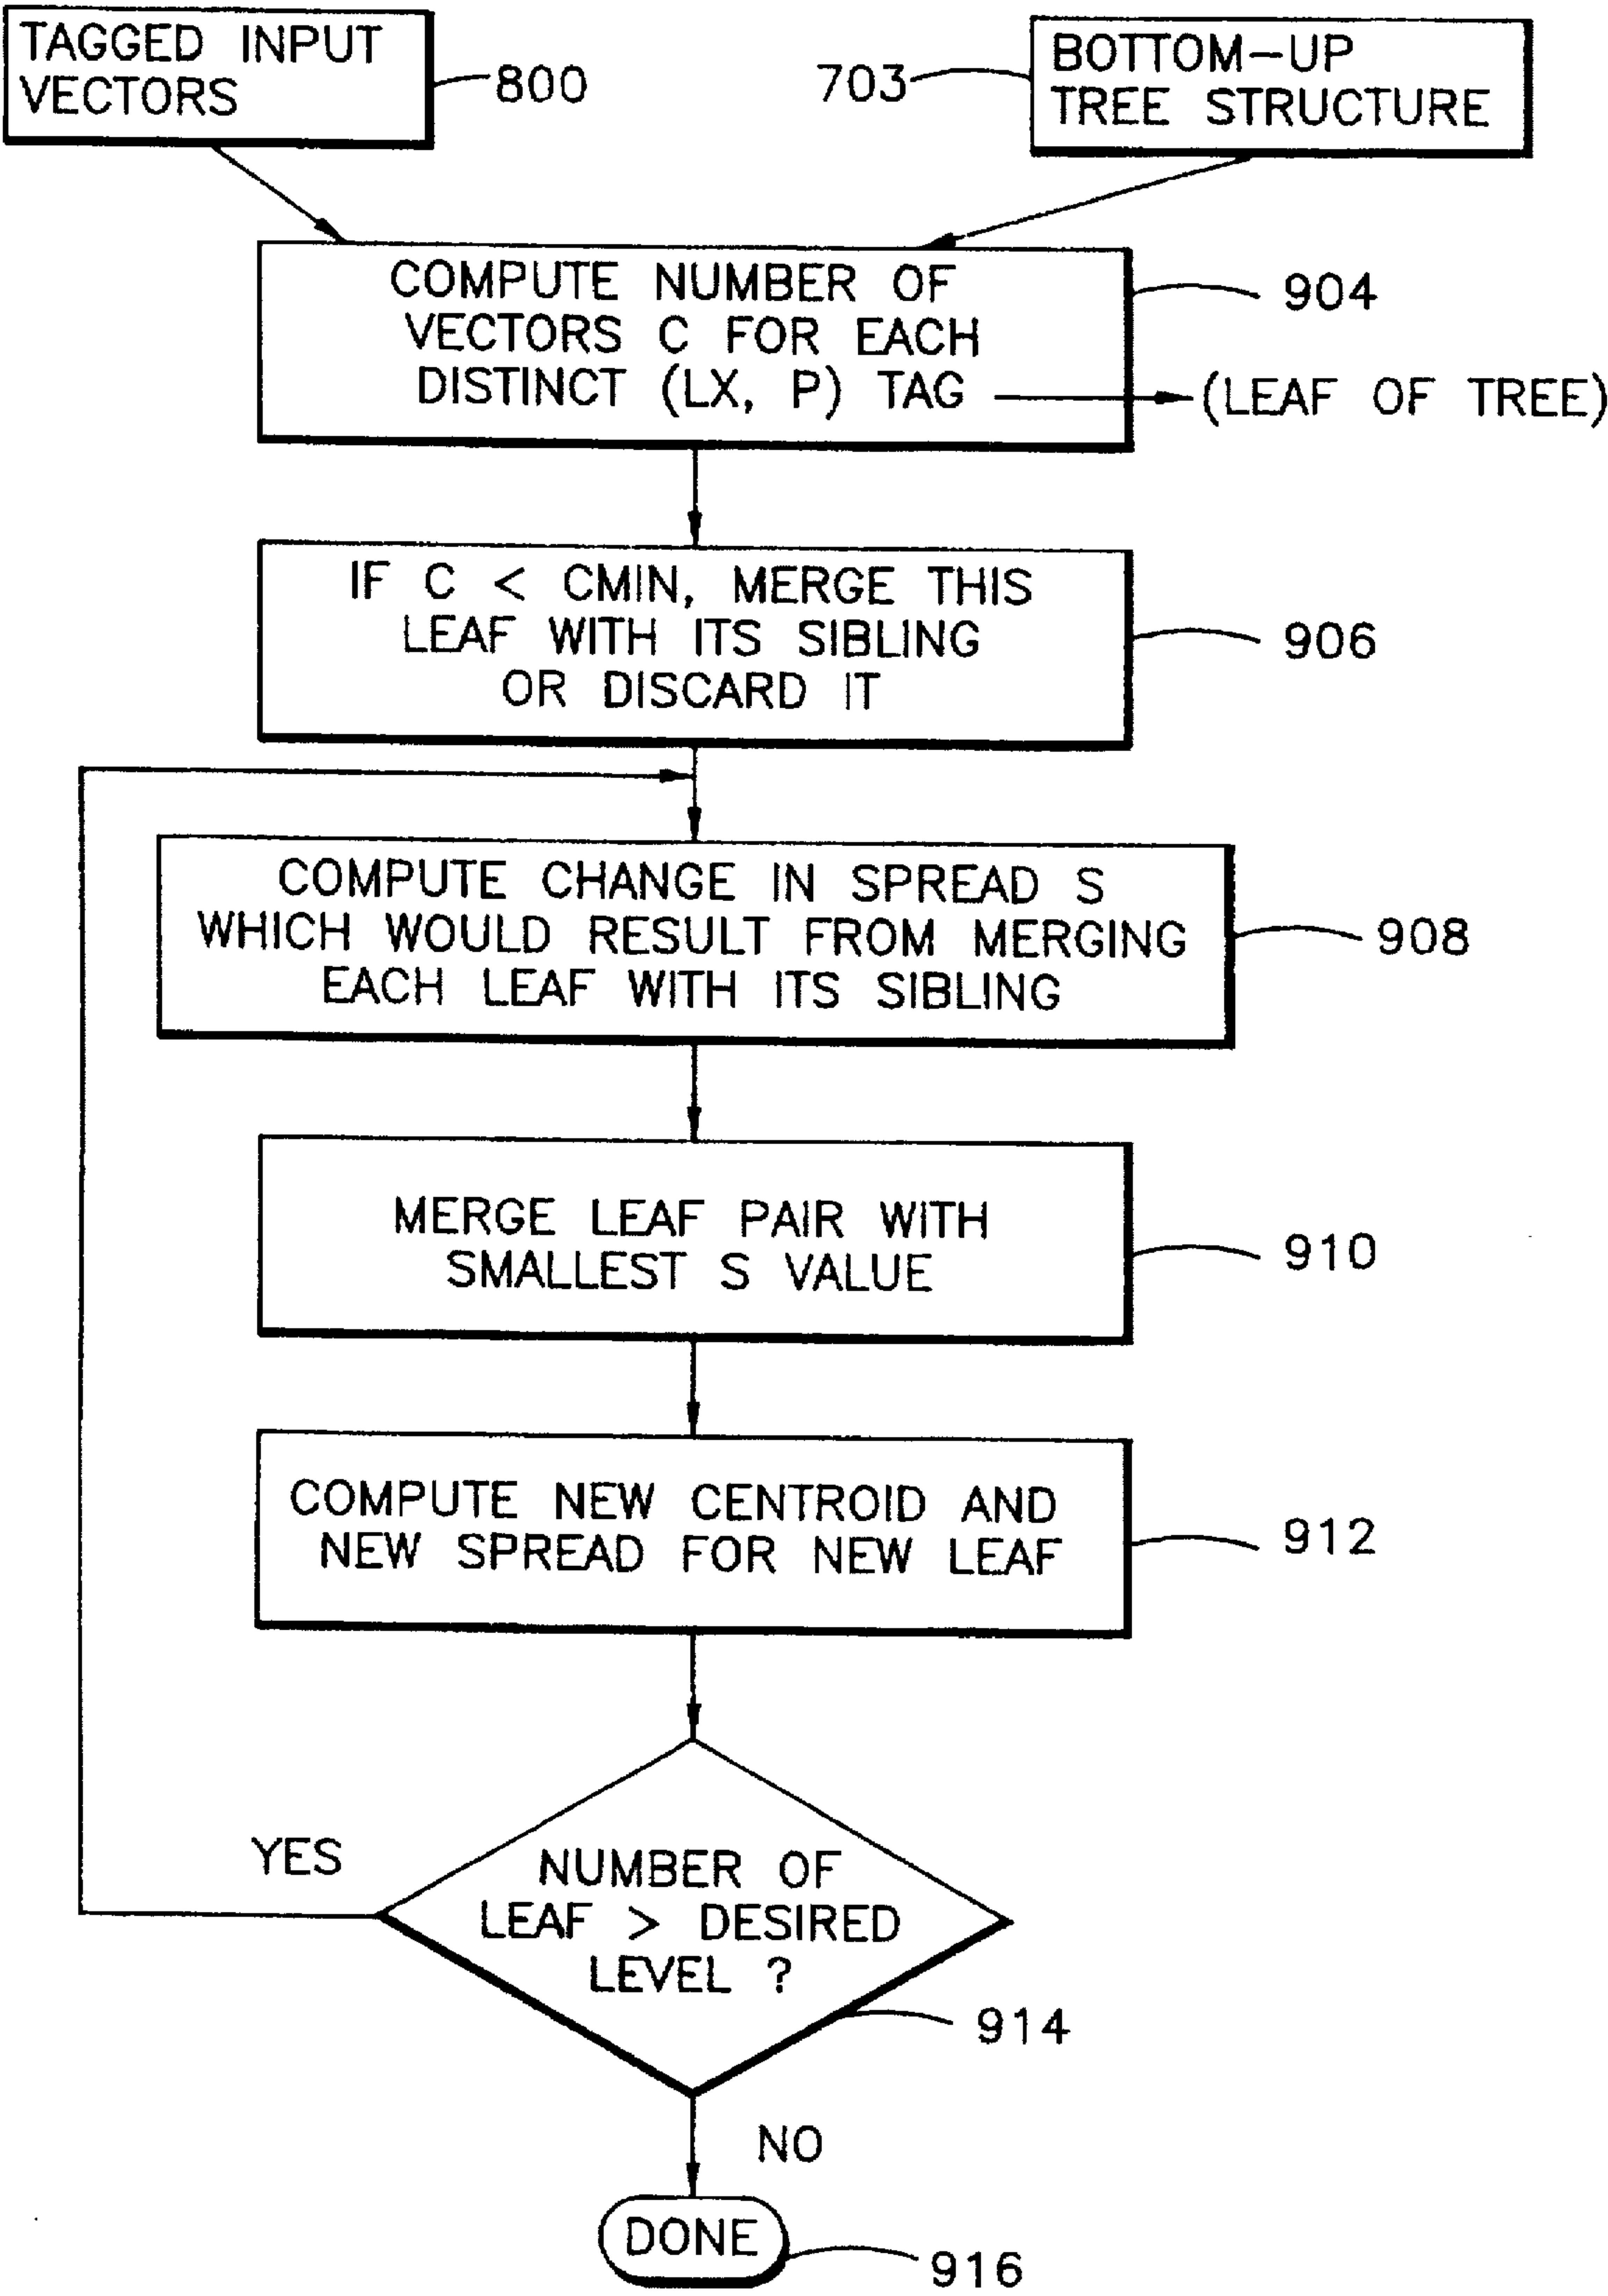 TAGGED INPUT
VECTORS
800
703
BOTTOM-UP
TREE STRUCTURE
COMPUTE NUMBER OF
VECTORS C FOR EACH
DISTINCT (LX, P) TAG
904
(LEAF OF TREE)
IF C < CMIN, MERGE THIS
LEAF WITH ITS SIBLING
OR DISCARD IT
906
COMPUTE CHANGE IN SPREAD S
WHICH WOULD RESULT FROM MERGING
EACH LEAF WITH ITS SIBLING
908
MERGE LEAF PAIR WITH
SMALLEST S VALUE
910
COMPUTE NEW CENTROID AND
NEW SPREAD FOR NEW LEAF
912
YES
NUMBER OF
LEAF > DESIRED
LEVEL ?
914
NO
DONE
916